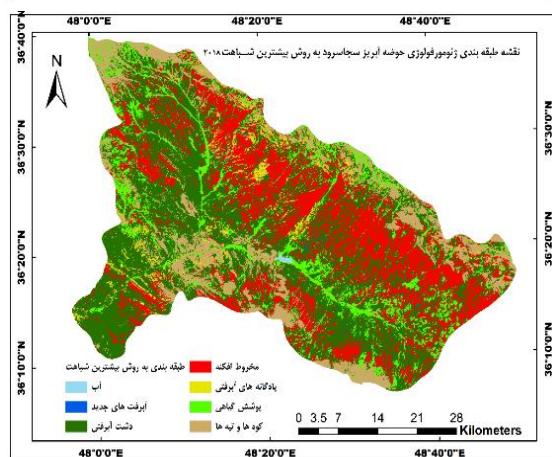 48°0'0"E 48°20'0"E 48°40'0"E
نقشه طبقه بندی ژئومورفولوژی حوضه آبریز سجاسرود به روش بیشترین شباهت ۲۰۱۸
N
36°40'0"N
36°30'0"N 36°30'0"N
36°20'0"N 36°20'0"N
36°10'0"N 36°10'0"N
طبقه بندی به روش بیشترین شباهت
آب
آبرفت های جدید
دشت آبرفتی
مخروط افکنه
پادگانه های آبرفتی
پوشش گیاهی
کوه ها و تپه ها
0 3.5 7 14 21 28
Kilometers
48°0'0"E 48°20'0"E 48°40'0"E